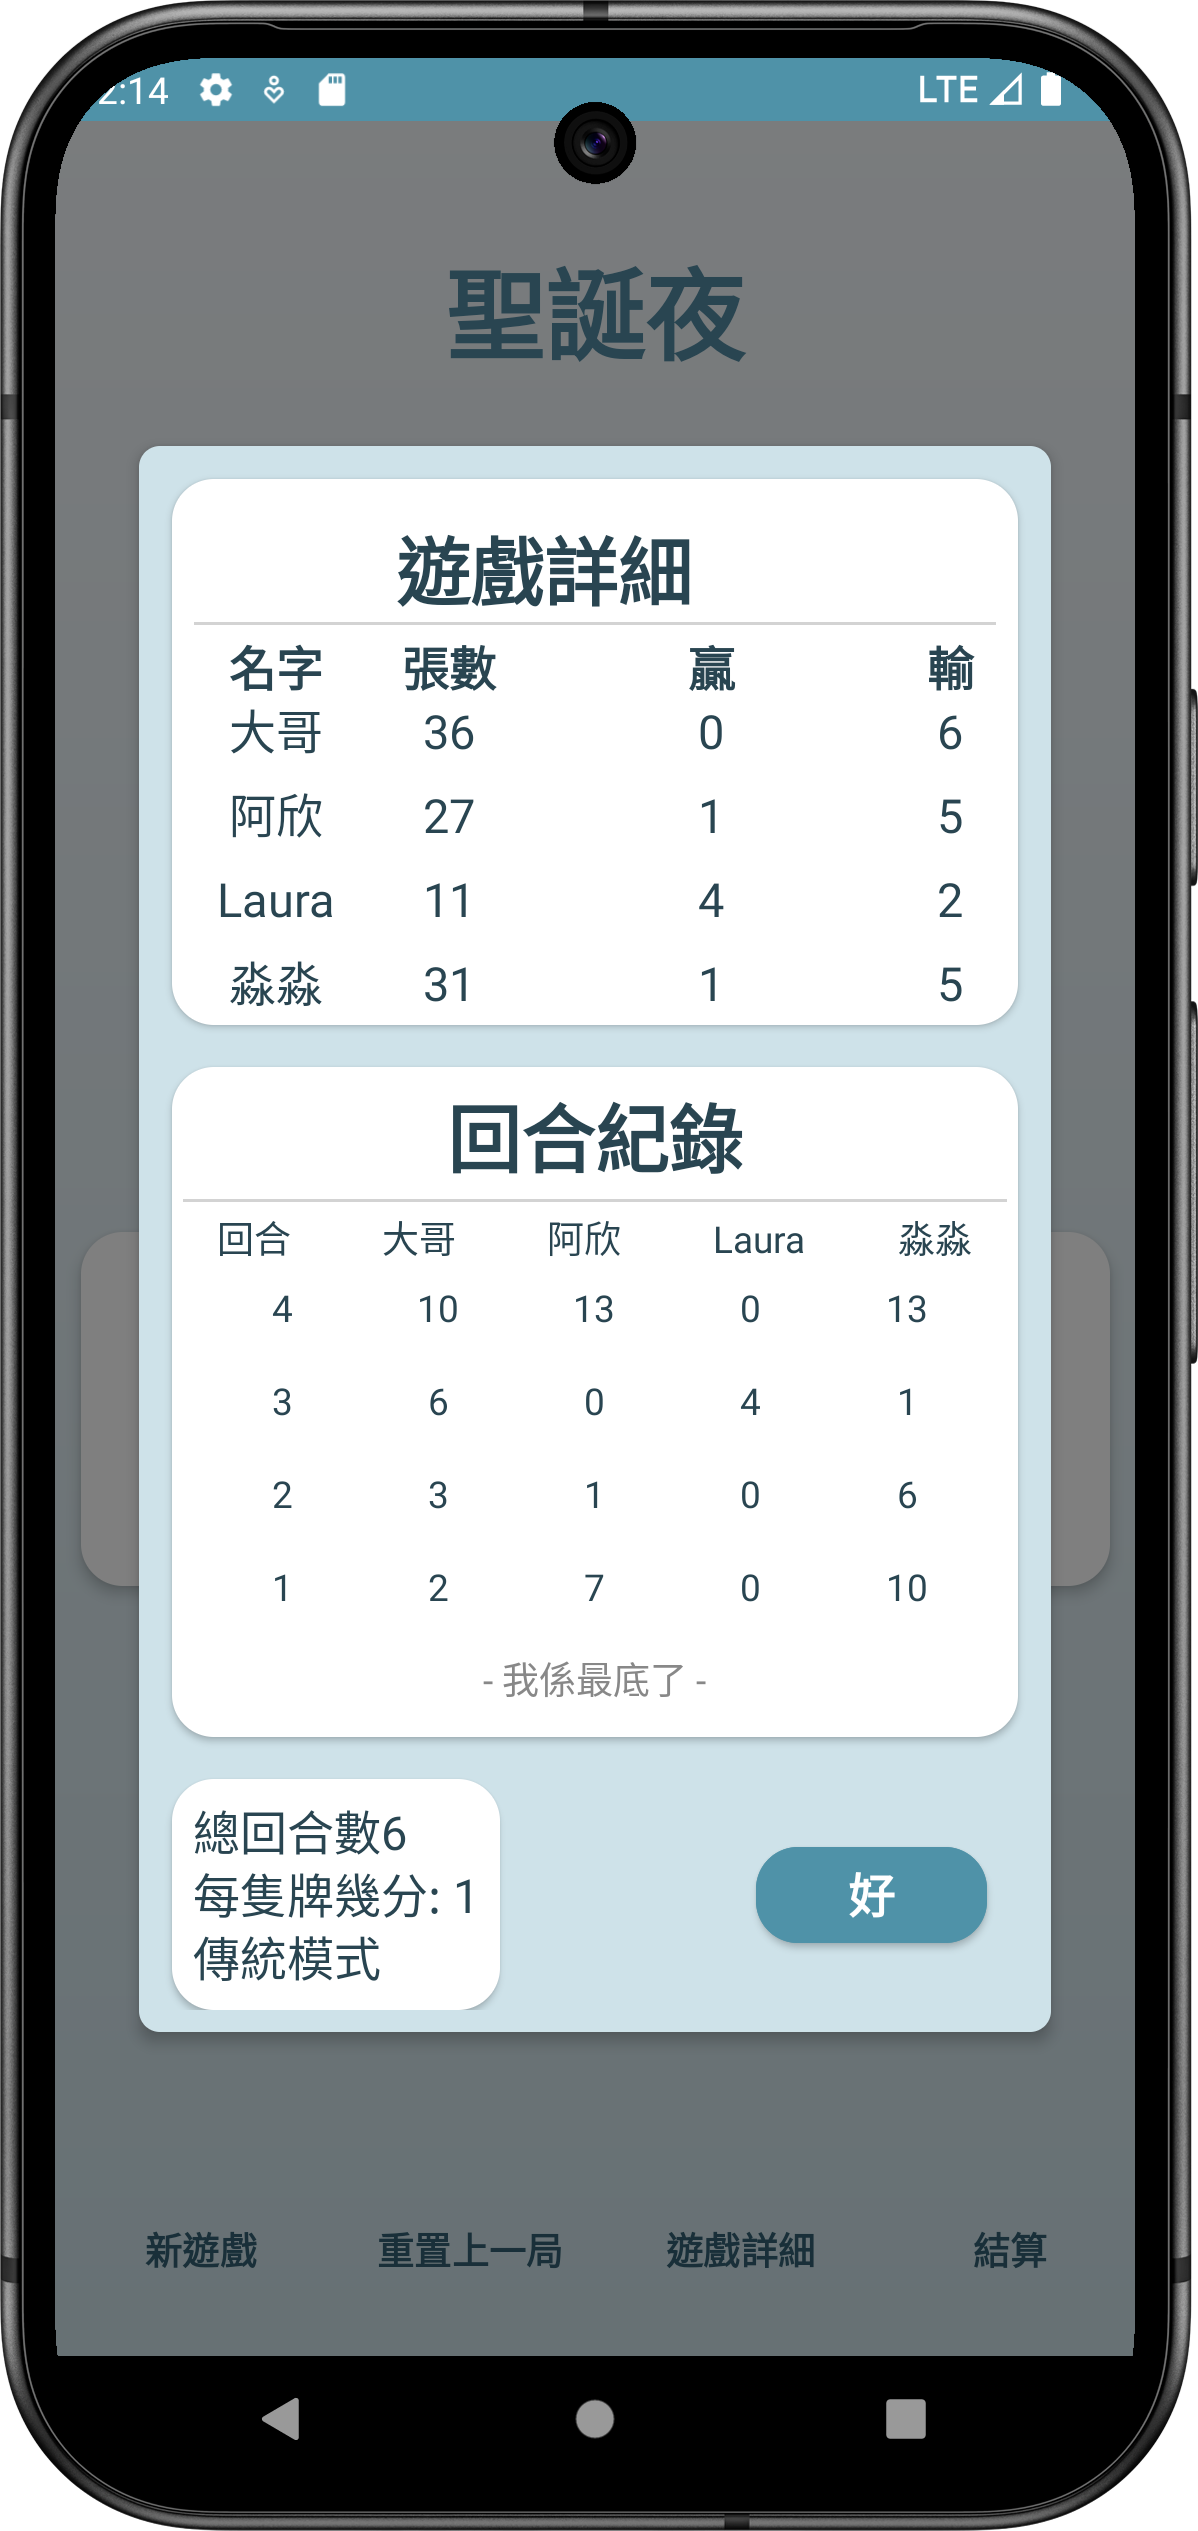 2:14 LTE
聖誕夜
遊戲詳細
名字 張數 贏 輸
大哥 36 0 6
阿欣 27 1 5
Laura 11 4 2
淼淼 31 1 5
回合紀錄
回合 大哥 阿欣 Laura 淼淼
4 10 13 0 13
3 6 0 4 1
2 3 1 0 6
1 2 7 0 10
- 我係最底了 -
總回合數6
每隻牌幾分: 1
傳統模式
好
新遊戲 重置上一局 遊戲詳細 結算